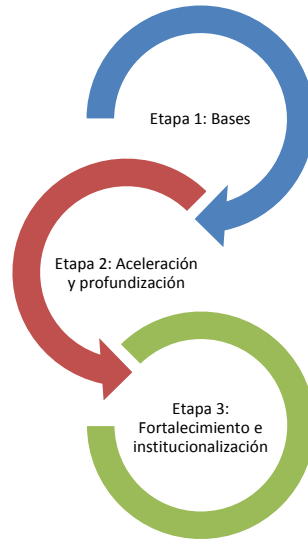 Etapa 1: Bases
Etapa 2: Aceleración
y profundización
Etapa 3:
Fortalecimiento e
institucionalización